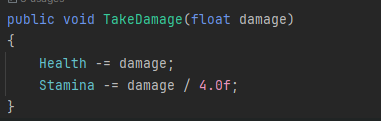 public void TakeDamage(float damage)
{
    Health -= damage;
    Stamina -= damage / 4.0f;
}